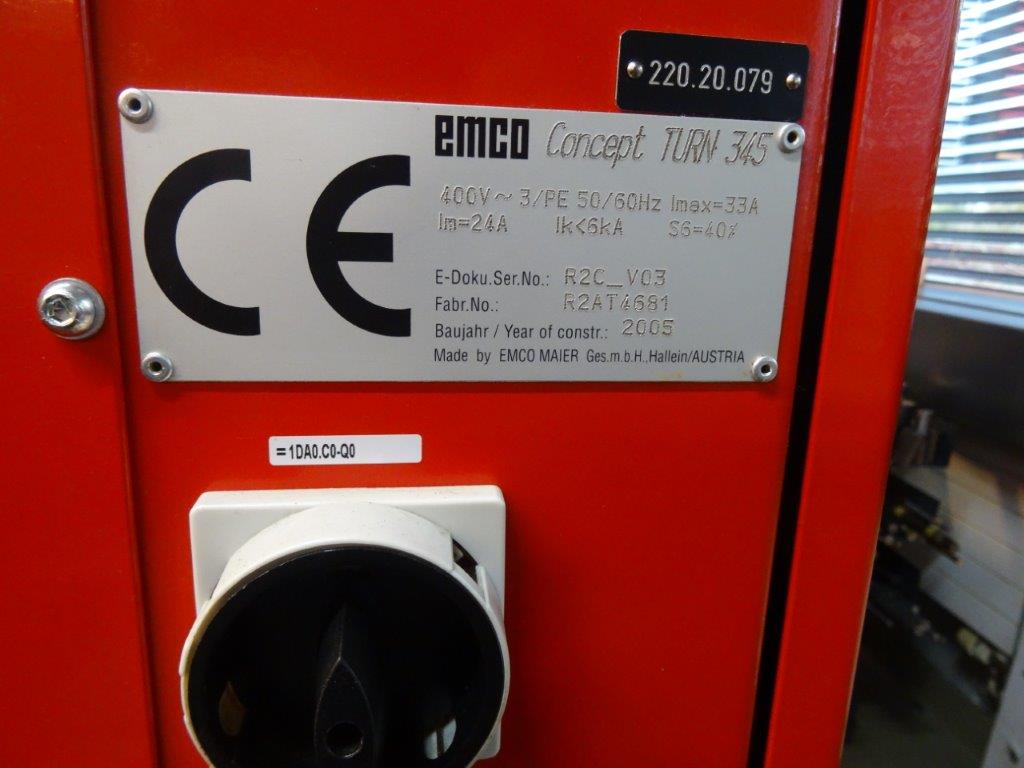 220.20.079
CE
emco Concept TURN 345
400V ~ 3/PE 50/60Hz Imax=33A
Im=24A Ik<6kA S6=40%
E-Doku.Ser.No.: R2C_V03
Fabr.No.: R2AT4681
Baujahr / Year of constr.: 2005
Made by EMCO MAIER Ges.m.b.H., Hallein/AUSTRIA
=1DA0.C0-Q0